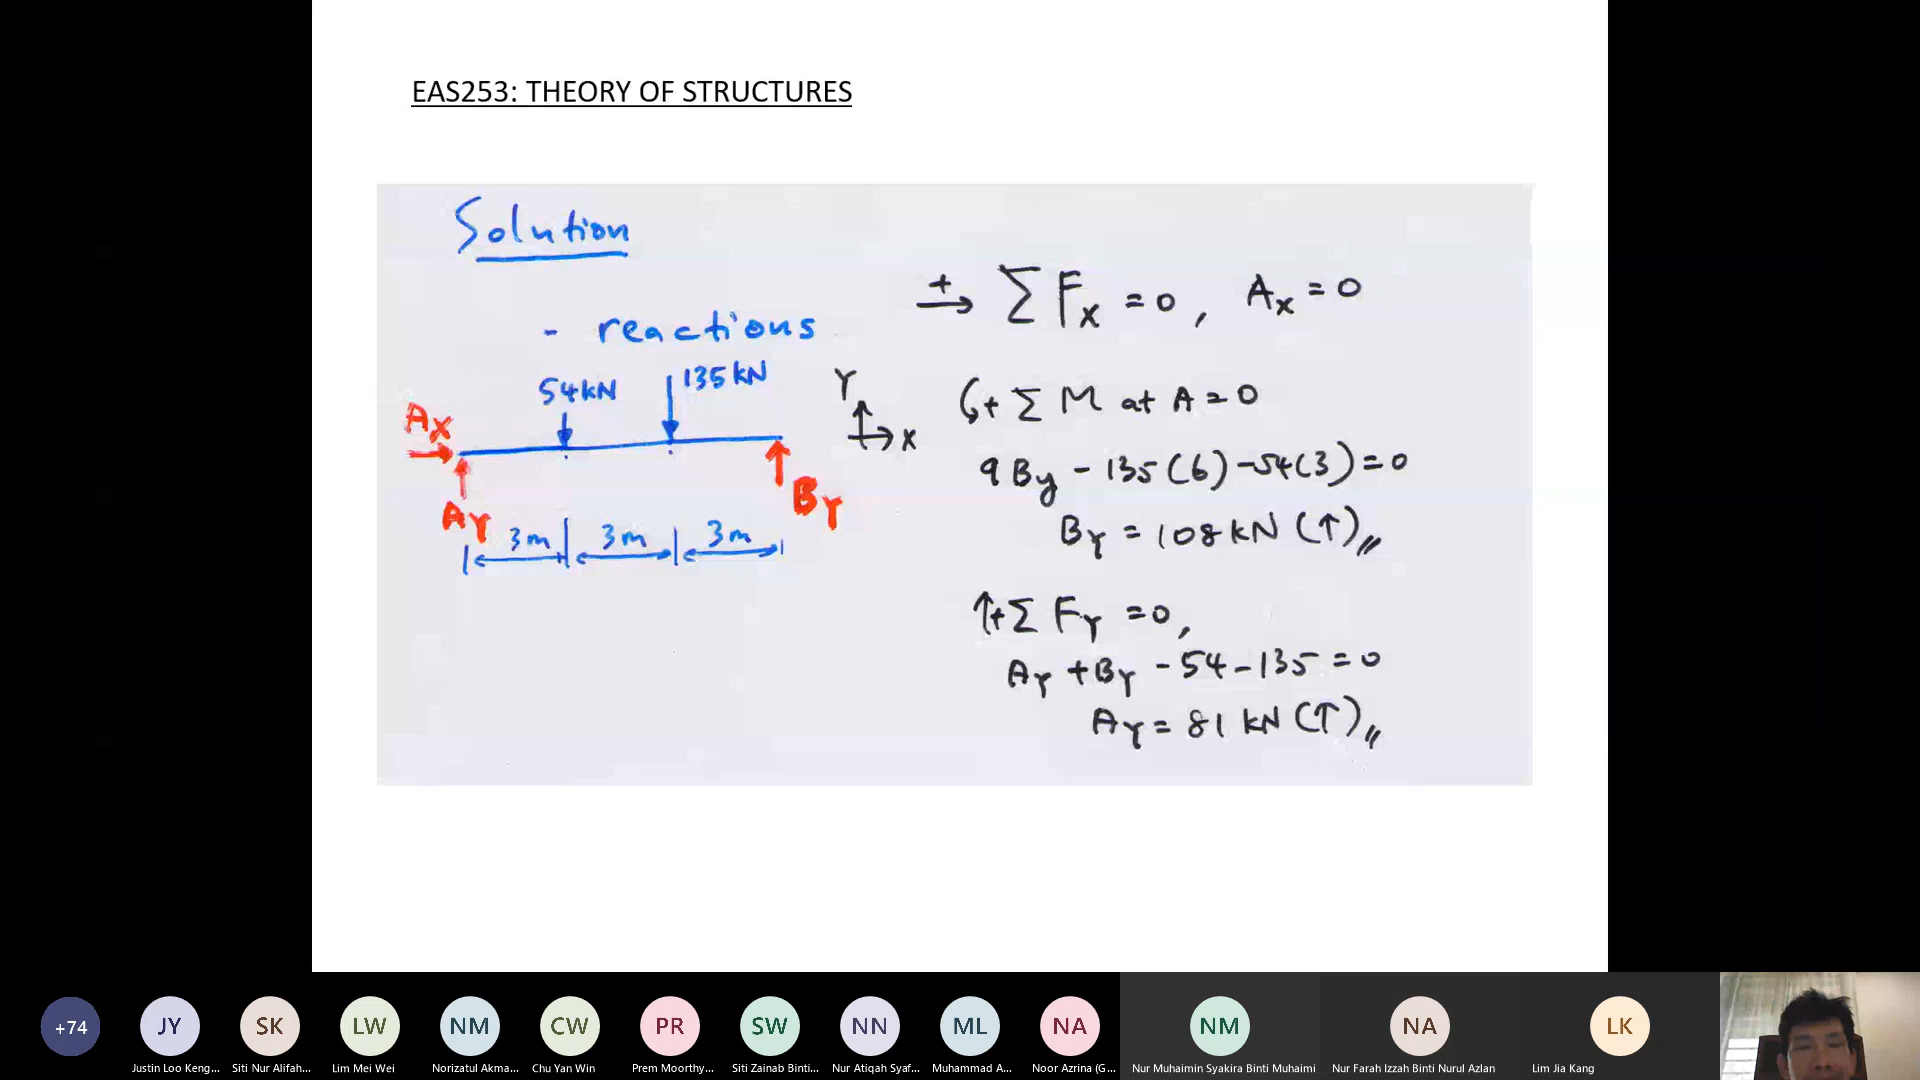 EAS253: THEORY OF STRUCTURES
Solution
- reactions
54kN
135kN
Ax
AY
BY
Y
x
3m 3m 3m
+→ ∑ Fx = 0, Ax = 0
+ ∑ M at A = 0
9By - 135(6) - 54(3) = 0
BY = 108 kN (↑)
↑+ ∑ FY = 0,
AY + BY - 54 - 135 = 0
AY = 81 kN (↑)
+74
JY
SK
LW
NM
CW
PR
SW
NN
ML
NA
NM
NA
LK
Justin Loo Keng...
Siti Nur Alifah...
Lim Mei Wei
Norizatul Akma...
Chu Yan Win
Prem Moorthy...
Siti Zainab Binti...
Nur Atiqah Syaf...
Muhammad A...
Noor Azrina (G...
Nur Muhaimin Syakira Binti Muhaimi
Nur Farah Izzah Binti Nurul Azlan
Lim Jia Kang